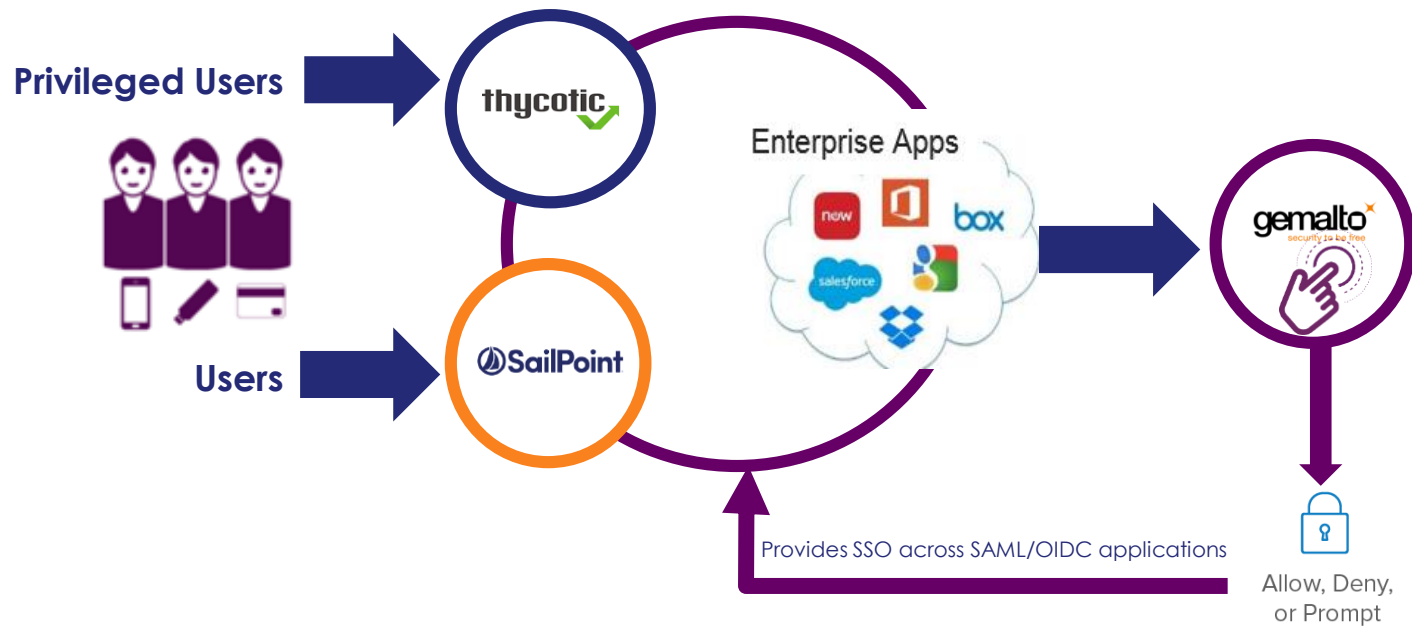 Privileged Users
thycotic
Enterprise Apps
now
box
salesforce
gemalto
security to be free
Users
SailPoint
Provides SSO across SAML/OIDC applications
Allow, Deny,
or Prompt